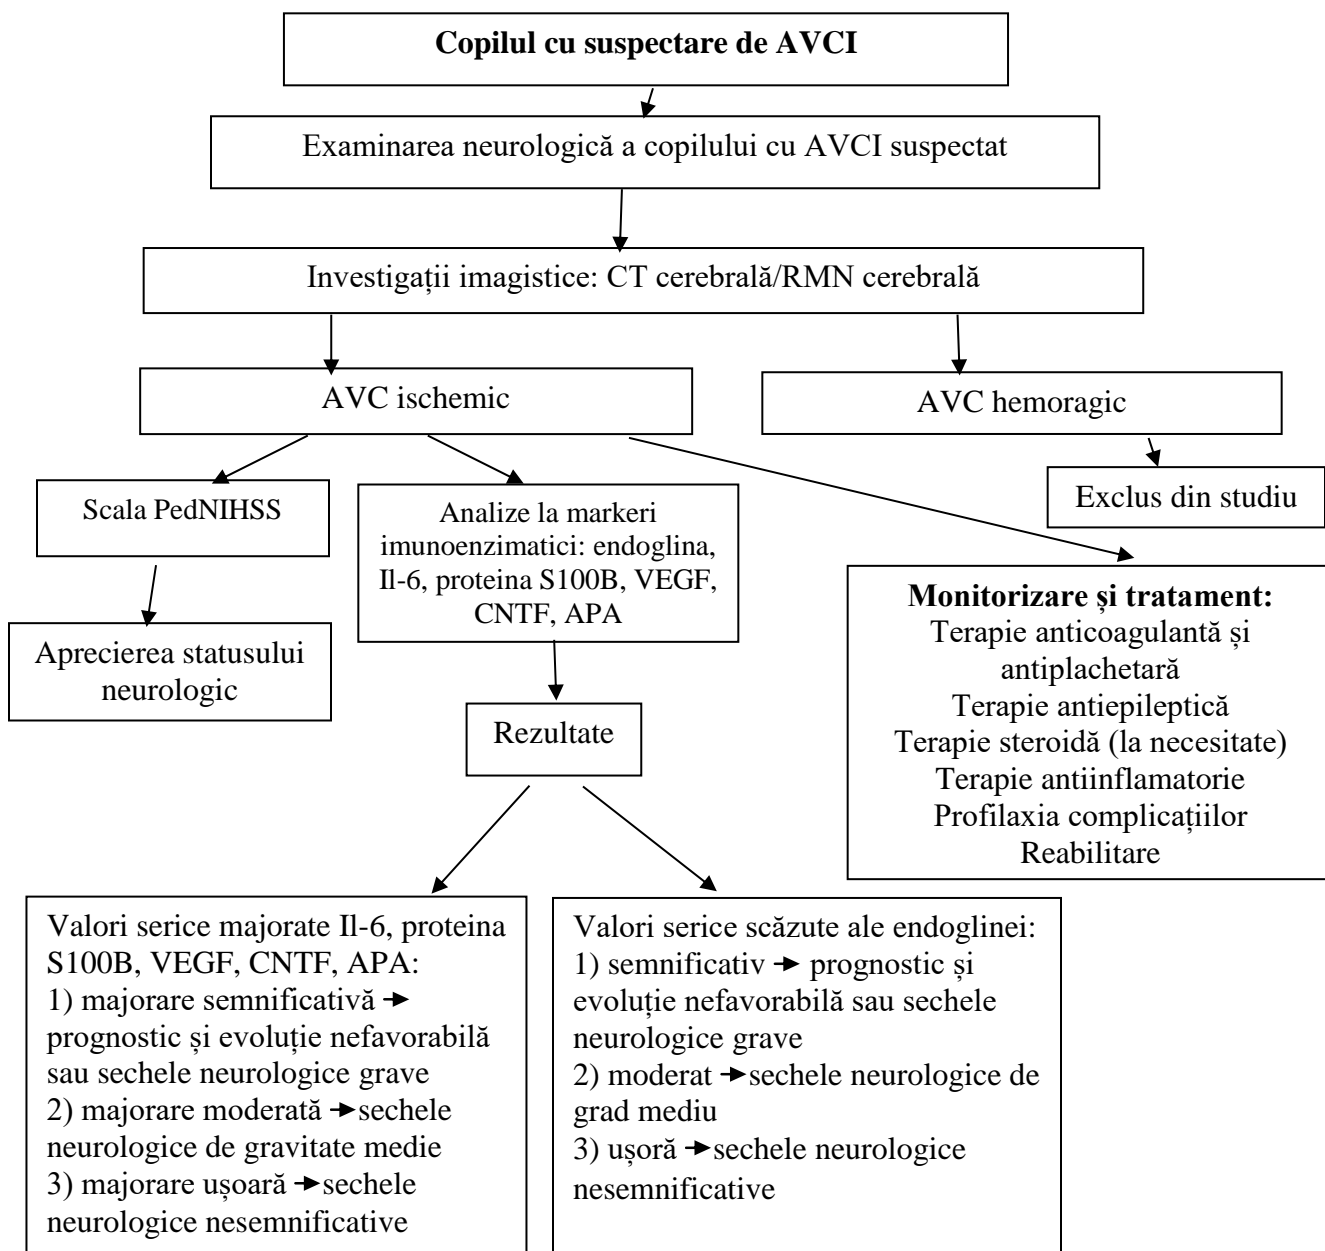 Copilul cu suspectare de AVCI
Examinarea neurologică a copilului cu AVCI suspectat
Investigații imagistice: CT cerebrală/RMN cerebrală
AVC ischemic
AVC hemoragic
Scala PedNIHSS
Analize la markeri
imunoenzimatici: endoglina,
Il-6, proteina S100B, VEGF,
CNTF, APA
Exclus din studiu
Aprecierea statusului
neurologic
Monitorizare și tratament:
Terapie anticoagulantă și
antiplachetară
Terapie antiepileptică
Terapie steroidă (la necesitate)
Terapie antiinflamatorie
Profilaxia complicațiilor
Reabilitare
Rezultate
Valori serice majorate Il-6, proteina
S100B, VEGF, CNTF, APA:
1) majorare semnificativă →
prognostic și evoluție nefavorabilă
sau sechele neurologice grave
2) majorare moderată →sechele
neurologice de gravitate medie
3) majorare ușoară →sechele
neurologice nesemnificative
Valori serice scăzute ale endoglinei:
1) semnificativ → prognostic și
evoluție nefavorabilă sau sechele
neurologice grave
2) moderat →sechele neurologice de
grad mediu
3) ușoră →sechele neurologice
nesemnificative